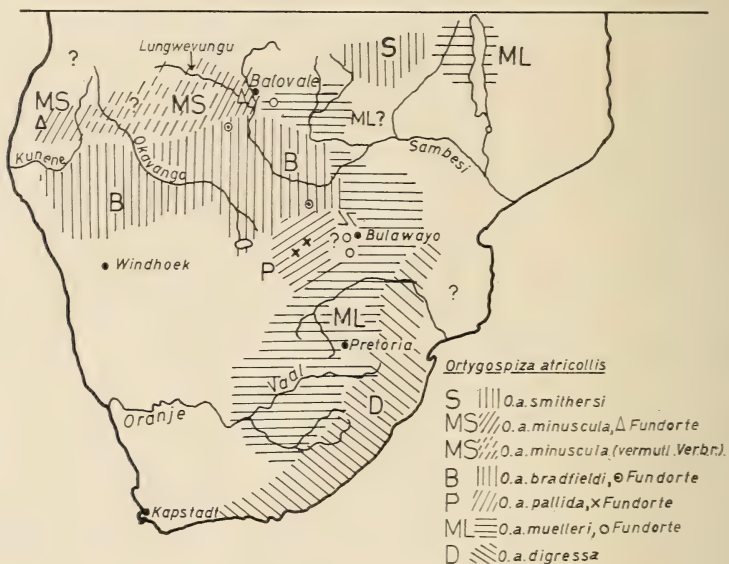 ?
Lungwevungu
S
ML
Balovale
MS
?
MS
ML?
Kunene
Okavango
B
Sambesi
B
?
Bulawayo
Windhoek
P
?
ML
Pretoria
Vaal
Oranje
D
Kapstadt
Ortygospiza atricollis
S O.a.smithersi
MS O.a.minuscula, △ Fundorte
MS O.a.minuscula (vermutl. Verbr.).
B O.a.bradfieldi, ⊙ Fundorte
P O.a.pallida, x Fundorte
ML O.a.muelleri, o Fundorte
D O.a.digressa